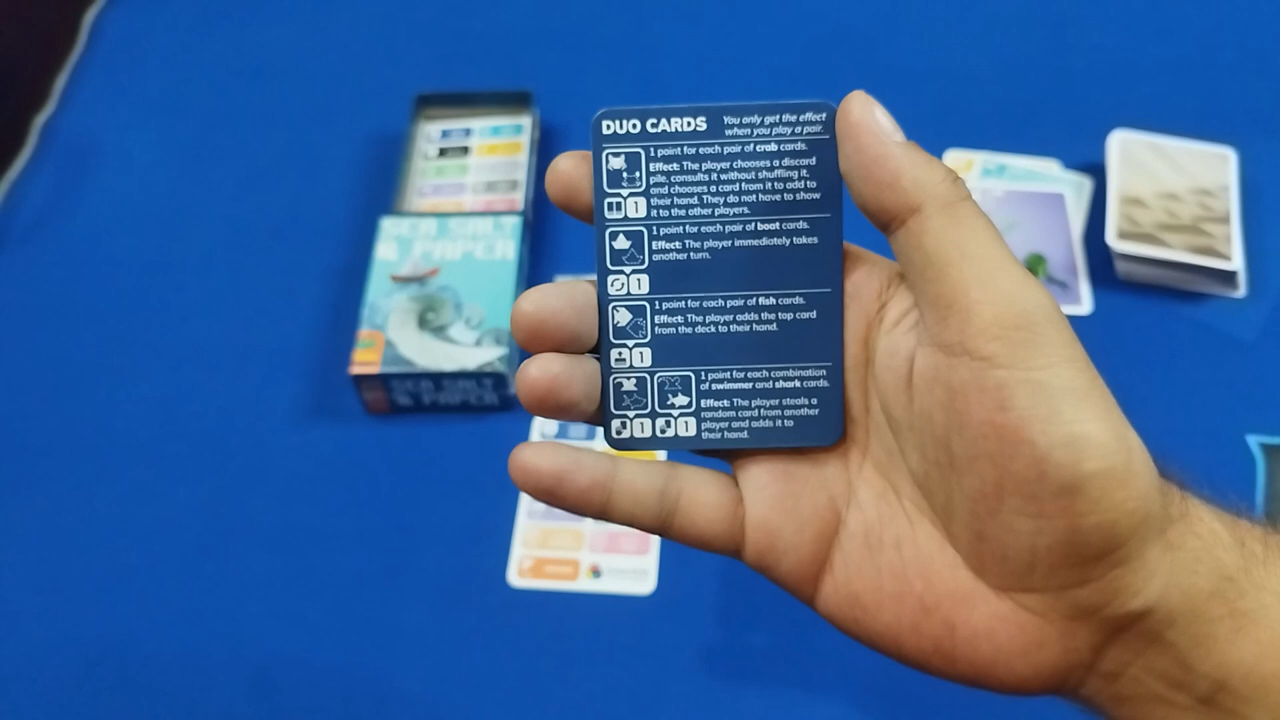 DUO CARDS
You only get the effect
when you play a pair.
1 point for each pair of crab cards.
Effect: The player chooses a discard
pile, consults it without shuffling it,
and chooses a card from it to add to
their hand. They do not have to show
it to the other players.
1
1 point for each pair of boat cards.
Effect: The player immediately takes
another turn.
1
1 point for each pair of fish cards.
Effect: The player adds the top card
from the deck to their hand.
1
1 point for each combination
of swimmer and shark cards.
Effect: The player steals a
random card from another
player and adds it to
their hand.
1 1
SEA SALT
& PAPER
SEA SALT
& PAPER